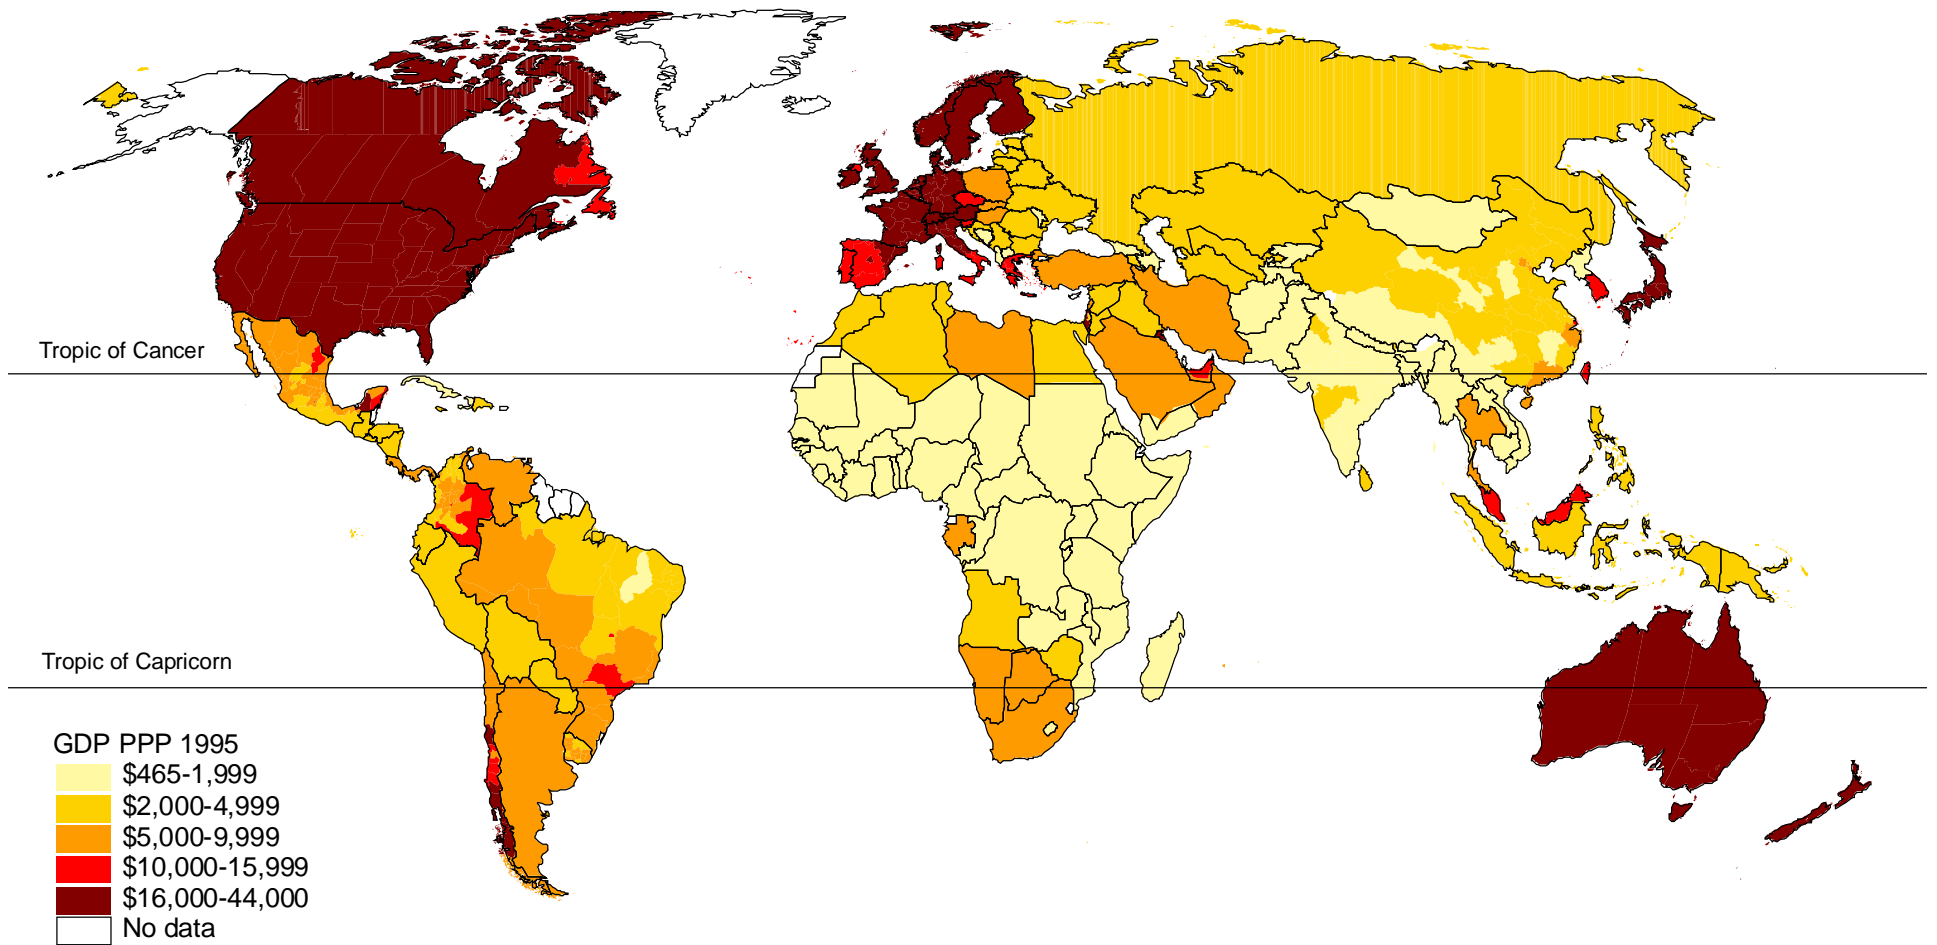 Tropic of Cancer
Tropic of Capricorn
GDP PPP 1995
$465-1,999
$2,000-4,999
$5,000-9,999
$10,000-15,999
$16,000-44,000
No data